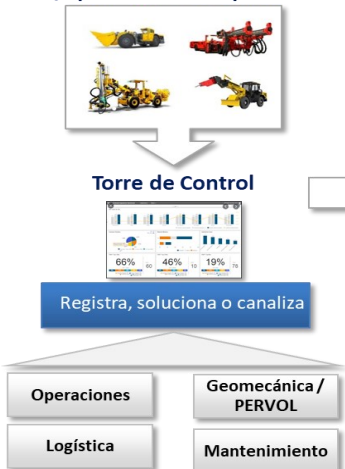 Torre de Control
66%
46%
19%
Registra, soluciona o canaliza
Operaciones
Geomecánica /
PERVOL
Logística
Mantenimiento